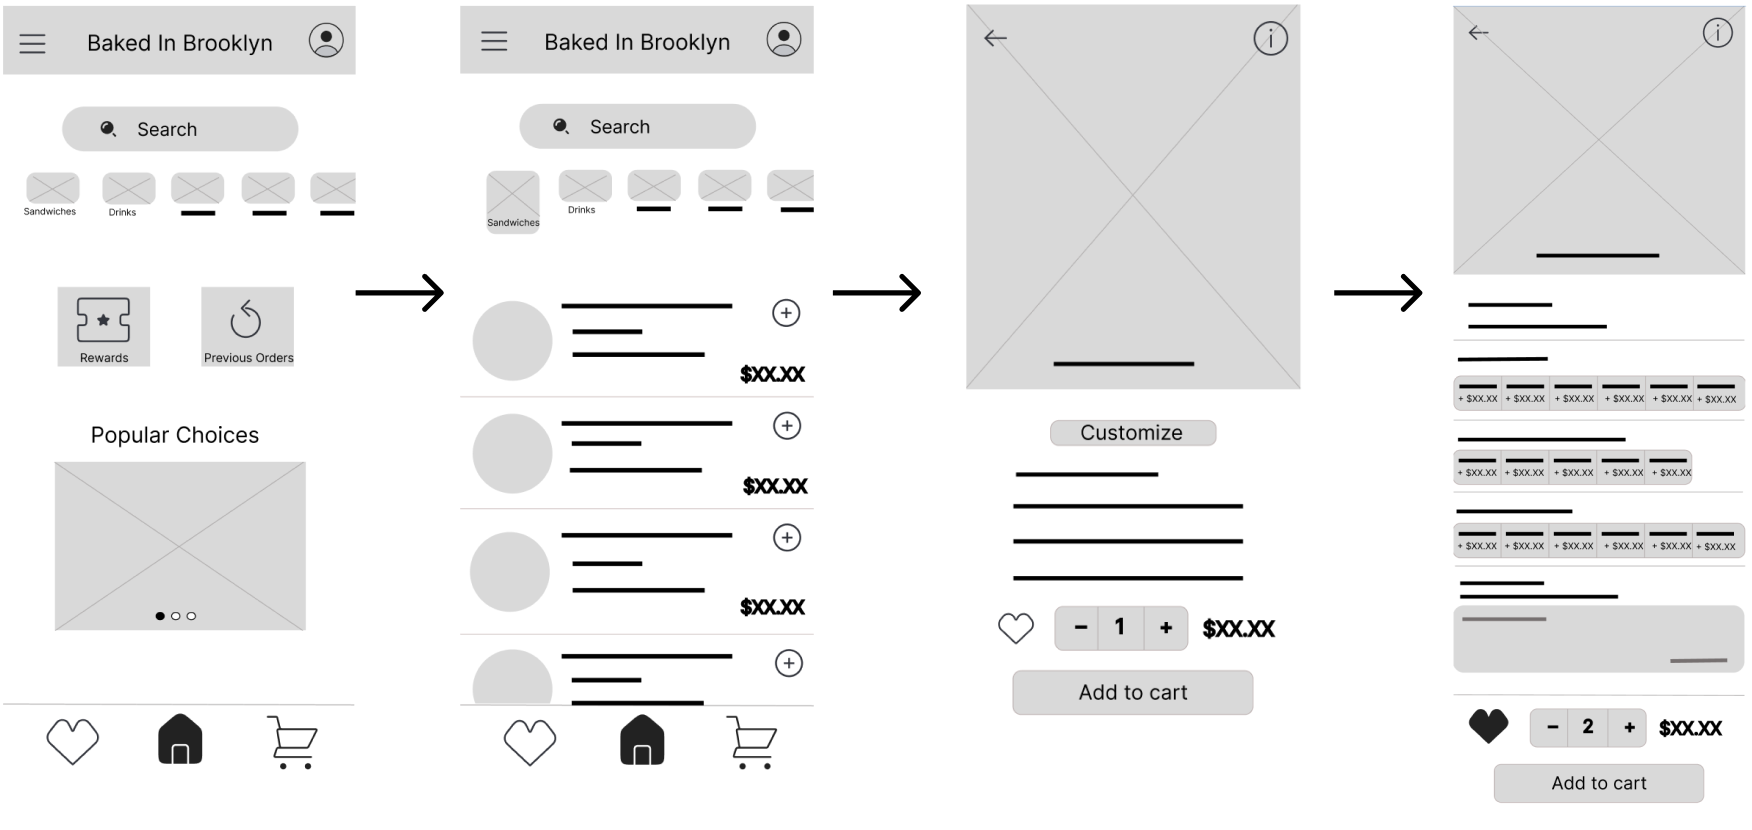 Baked In Brooklyn
Search
Sandwiches
Drinks
Rewards
Previous Orders
Popular Choices
Baked In Brooklyn
Search
Sandwiches
Drinks
$XX.XX
$XX.XX
$XX.XX
i
Customize
- 1 + $XX.XX
Add to cart
i
+ $XX.XX + $XX.XX + $XX.XX + $XX.XX + $XX.XX + $XX.XX
+ $XX.XX + $XX.XX + $XX.XX + $XX.XX + $XX.XX
+ $XX.XX + $XX.XX + $XX.XX + $XX.XX + $XX.XX + $XX.XX
- 2 + $XX.XX
Add to cart